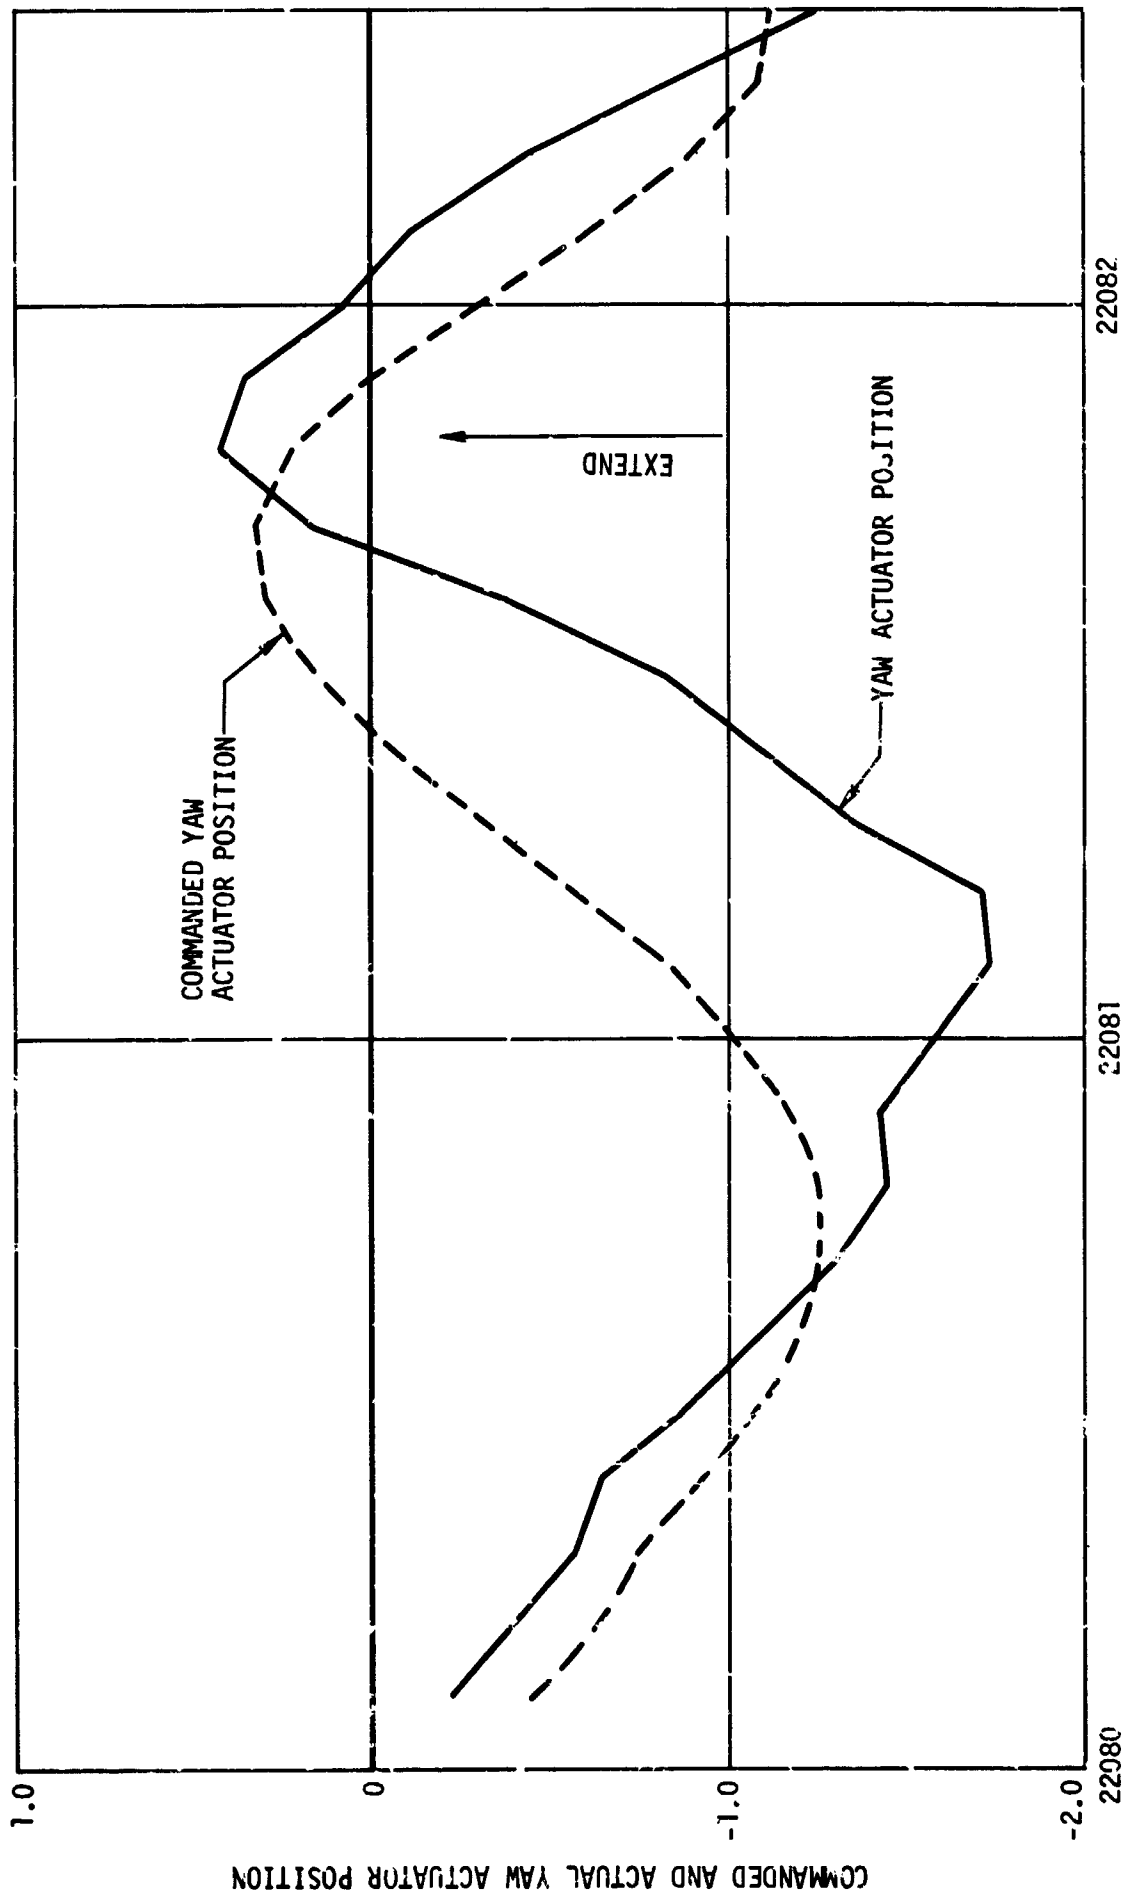 COMMANDED AND ACTUAL YAW ACTUATOR POSITION
1.0
0
-1.0
-2.0
COMMANDED YAW
ACTUATOR POSITION
EXTEND
YAW ACTUATOR POSITION
22980
22081
22082